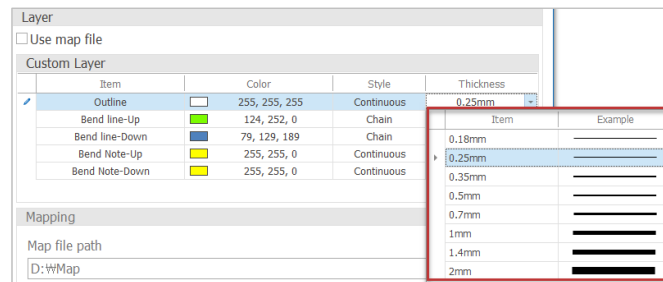 Layer
Use map file
Custom Layer
Item Color Style Thickness
Outline 255, 255, 255 Continuous 0.25mm
Bend line-Up 124, 252, 0 Chain
Bend line-Down 79, 129, 189 Chain
Bend Note-Up 255, 255, 0 Continuous
Bend Note-Down 255, 255, 0 Continuous
Item Example
0.18mm
0.25mm
0.35mm
0.5mm
0.7mm
1mm
1.4mm
2mm
Mapping
Map file path
D:₩Map